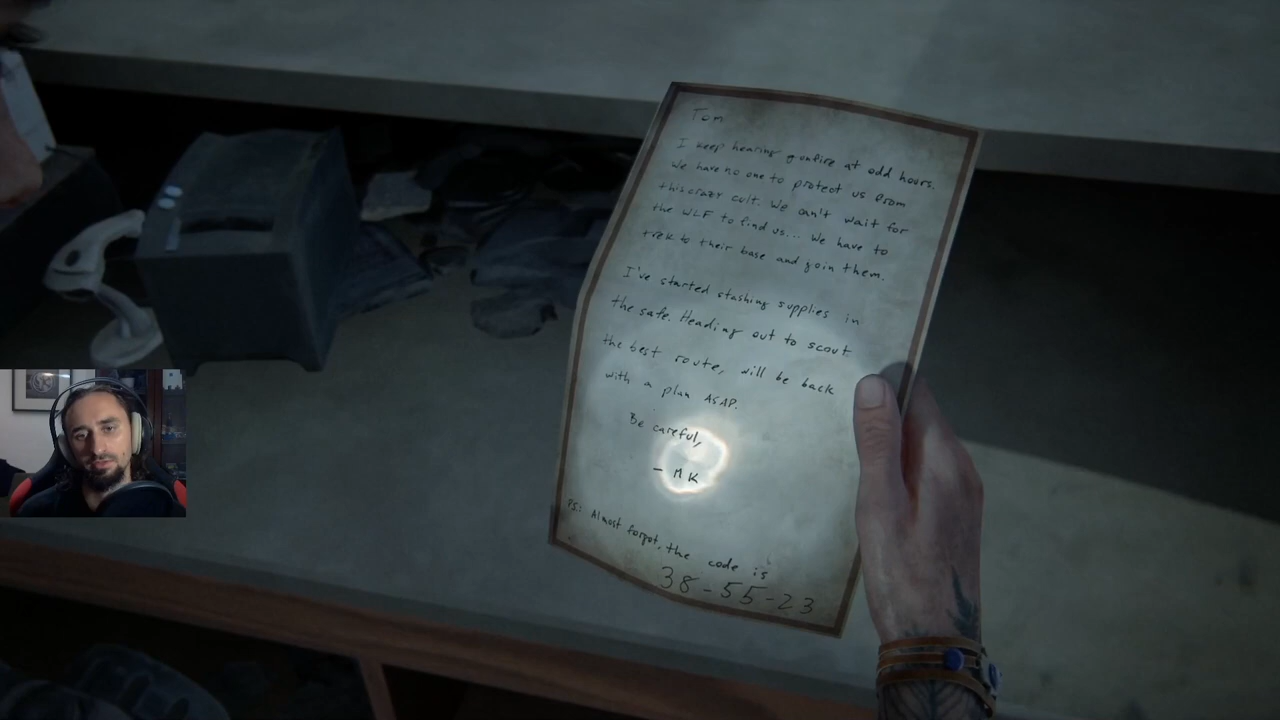 Tom
I keep hearing gunfire at odd hours.
We have no one to protect us from
this crazy cult. We can't wait for
the WLF to find us... We have to
trek to their base and join them.
I've started stashing supplies in
the safe. Heading out to scout
the best route, will be back
with a plan ASAP.
Be careful,
- MK
PS.: Almost forgot, the code is
38-55-23